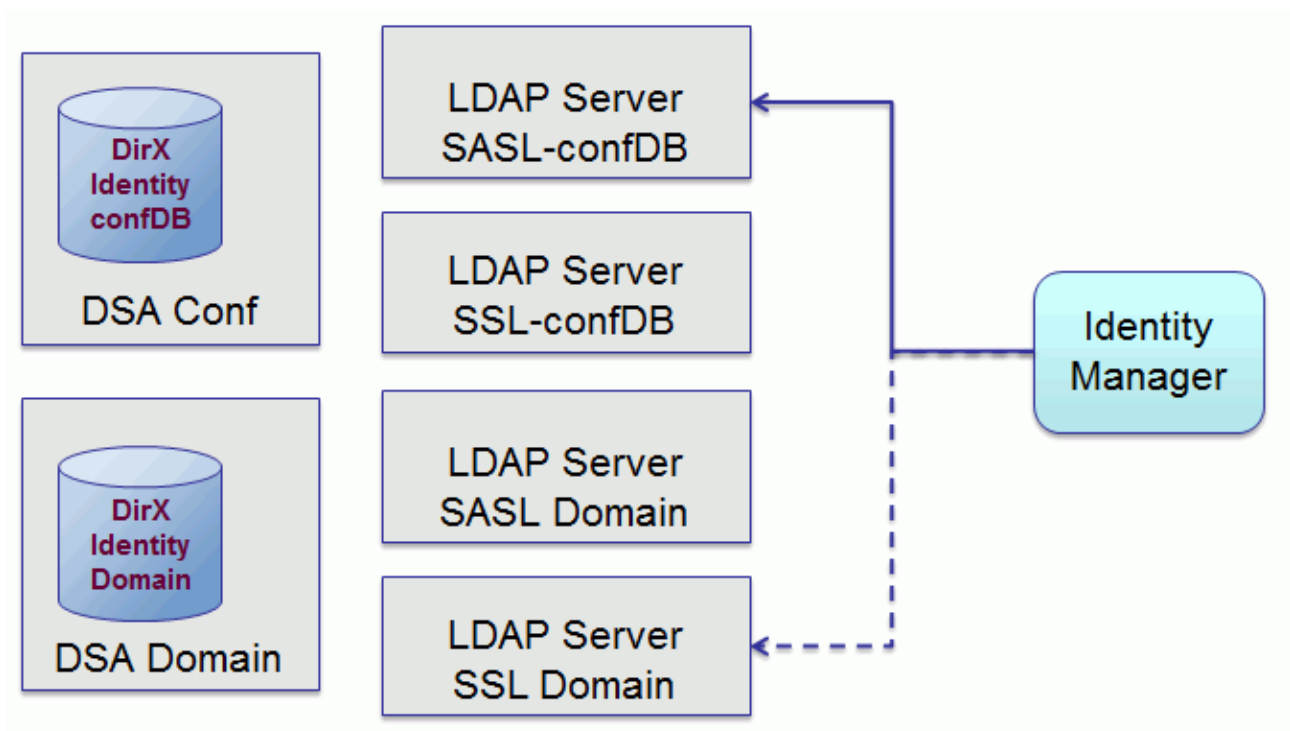 DirX
Identity
confDB
DSA Conf
DirX
Identity
Domain
DSA Domain
LDAP Server
SASL-confDB
LDAP Server
SSL-confDB
LDAP Server
SASL Domain
LDAP Server
SSL Domain
Identity
Manager